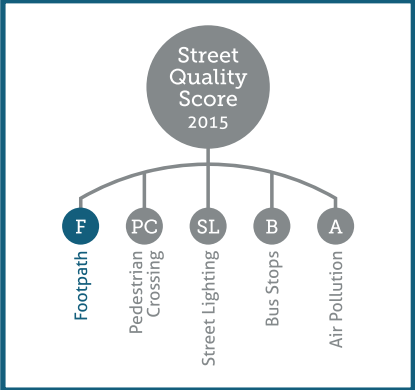 Street
Quality
Score
2015
F
PC
SL
B
A
Footpath
Pedestrian
Crossing
Street Lighting
Bus Stops
Air Pollution